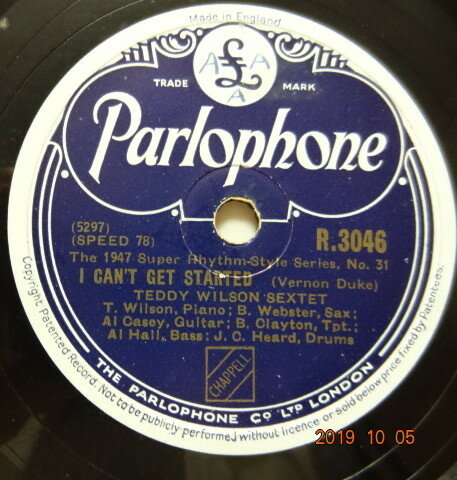 Made in England
£
A A
A
TRADE MARK
Parlophone
(5297)
(SPEED 78)
R.3046
The 1947 Super Rhythm-Style Series, No. 31
I CAN'T GET STARTED (Vernon Duke)
TEDDY WILSON SEXTET
T. Wilson, Piano; B. Webster, Sax;
Al Casey, Guitar; B. Clayton, Tpt.;
Al Hall, Bass; J. C. Heard, Drums
CHAPPELL
THE PARLOPHONE CO LTD LONDON
Copyright. Patented Record. Not to be publicly performed without licence or sold below price fixed by Patentees.
2019 10 05